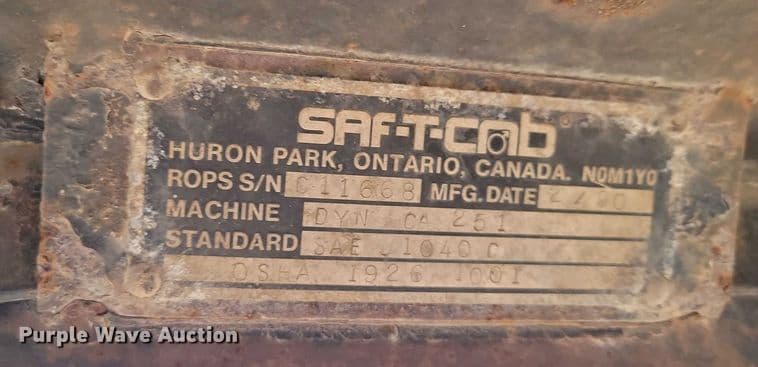 SAF-T-CAB
HURON PARK, ONTARIO, CANADA. N0M1Y0
ROPS S/N C11668 MFG. DATE
MACHINE DYN CA 251
STANDARD SAE J1040 C
OSHA 1926 1001
Purple Wave Auction